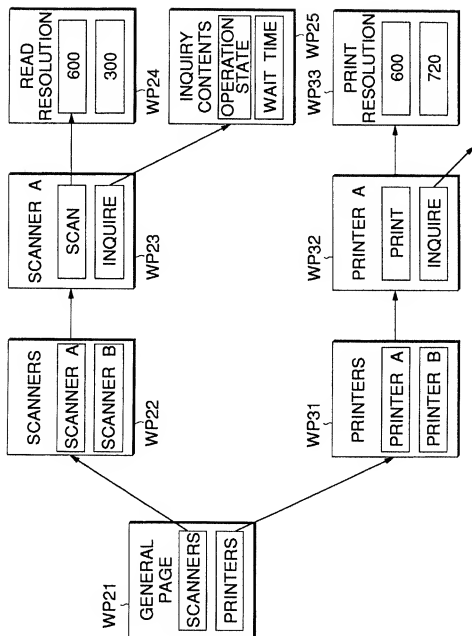 WP21
GENERAL
PAGE
SCANNERS
PRINTERS
SCANNERS
SCANNER A
SCANNER B
WP22
SCANNER A
SCAN
INQUIRE
WP23
READ
RESOLUTION
600
300
WP24
INQUIRY
CONTENTS
OPERATION
STATE
WAIT TIME
WP25
WP31
PRINTERS
PRINTER A
PRINTER B
WP32
PRINTER A
PRINT
INQUIRE
WP33
PRINT
RESOLUTION
600
720